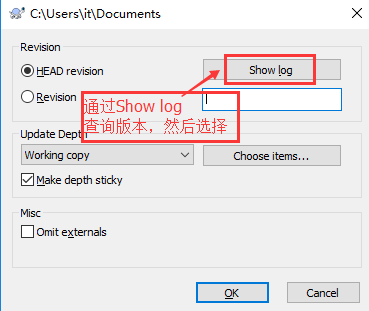 C:\Users\it\Documents
Revision
HEAD revision
Show log
Revision
通过Show log
查询版本，然后选择
Update Depth
Working copy
Choose items...
Make depth sticky
Misc
Omit externals
OK
Cancel